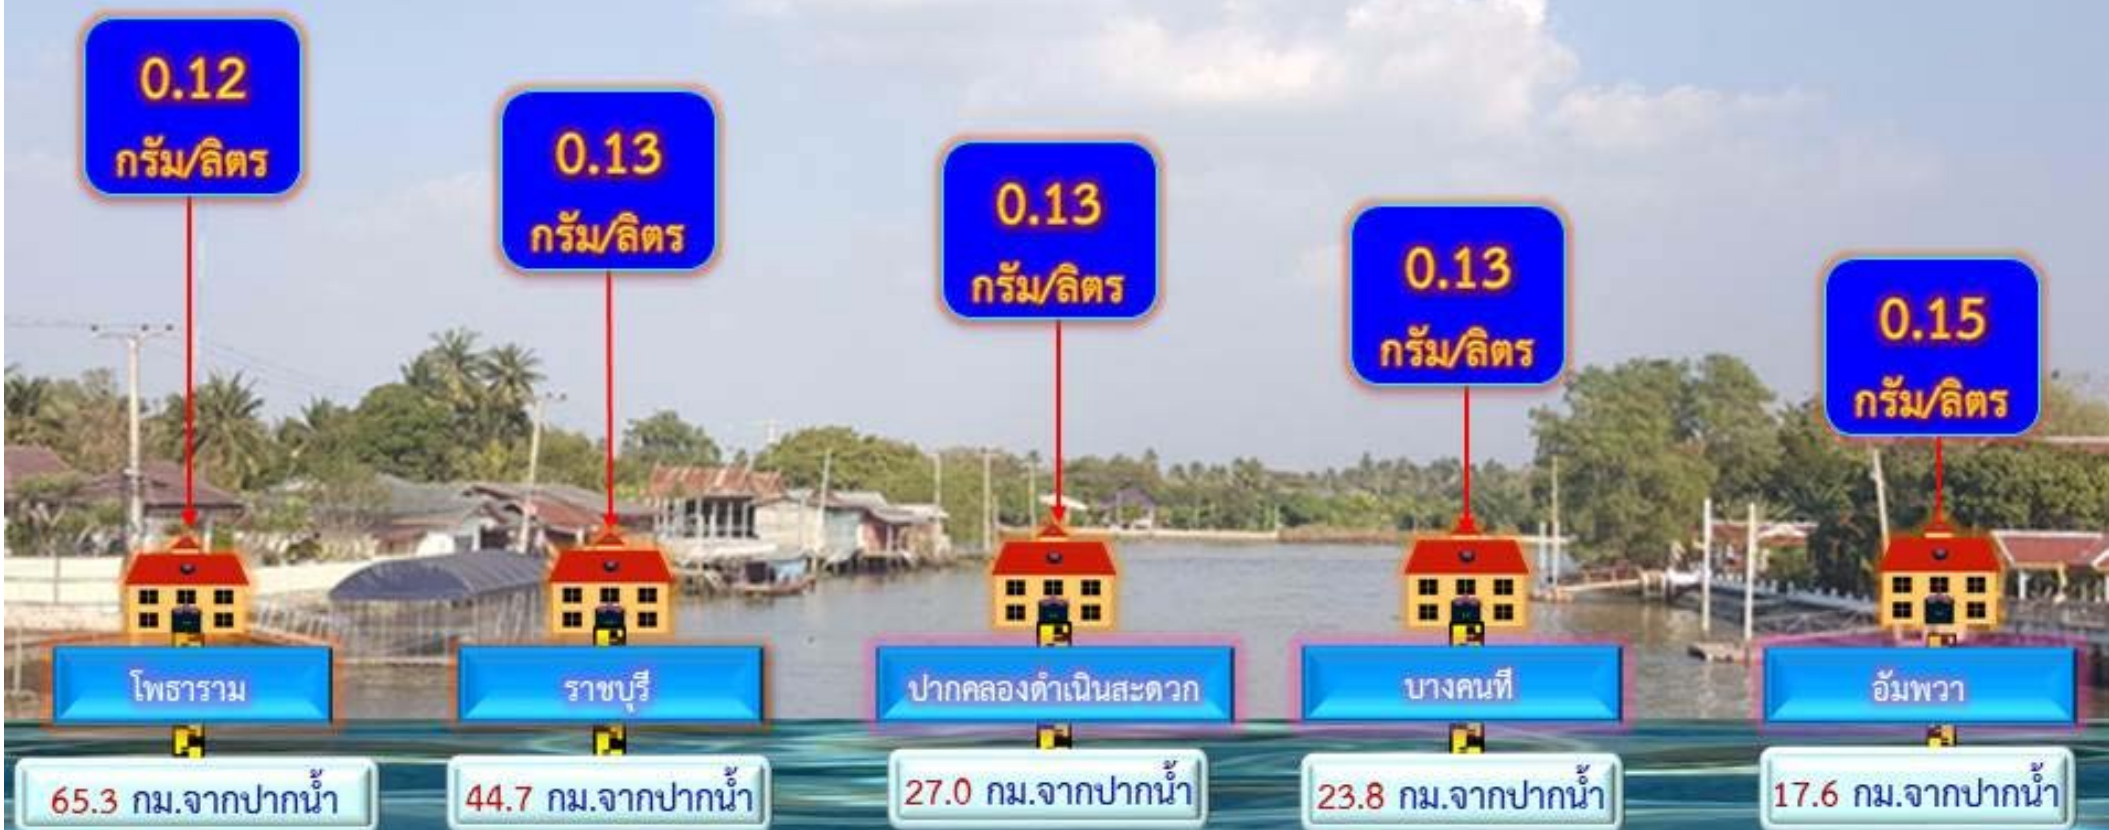 0.12
กรัม/ลิตร
0.13
กรัม/ลิตร
0.13
กรัม/ลิตร
0.13
กรัม/ลิตร
0.15
กรัม/ลิตร
โพธาราม
ราชบุรี
ปากคลองดำเนินสะดวก
บางคนที
อัมพวา
65.3 กม.จากปากน้ำ
44.7 กม.จากปากน้ำ
27.0 กม.จากปากน้ำ
23.8 กม.จากปากน้ำ
17.6 กม.จากปากน้ำ